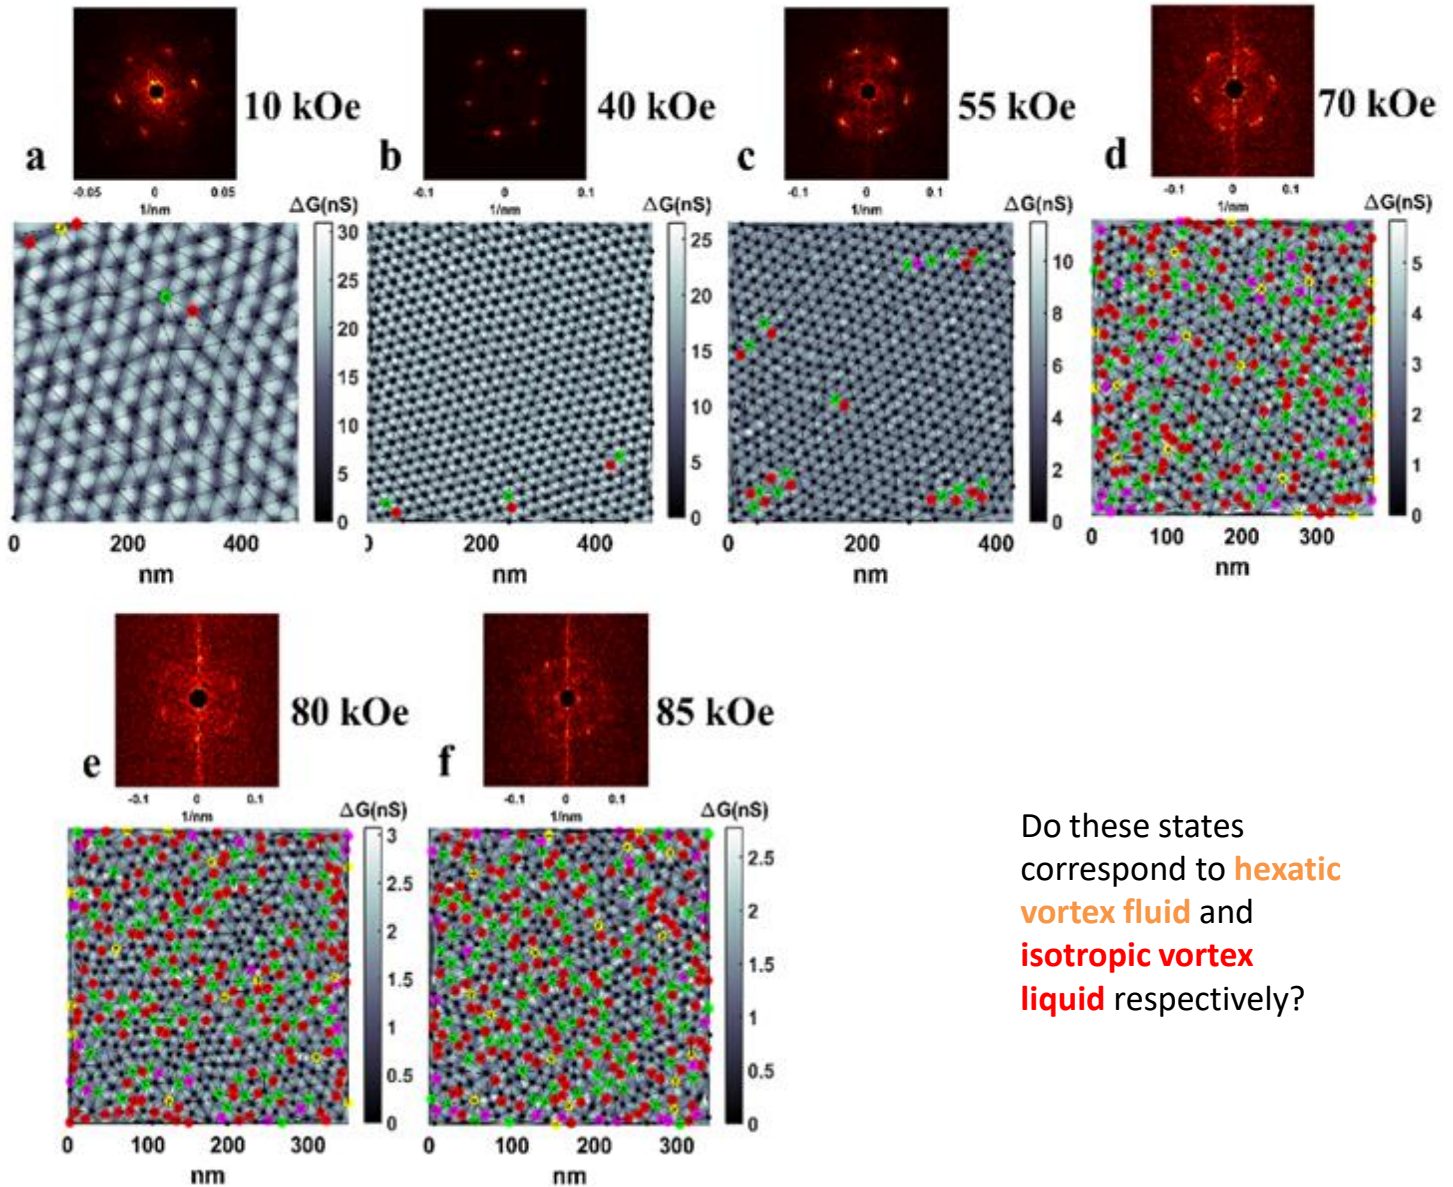 10 kOe
a
-0.05 0 0.05
1/nm
ΔG(nS)
30
25
20
15
10
5
0
0 200 400
nm
40 kOe
b
-0.1 0 0.1
1/nm
ΔG(nS)
25
20
15
10
5
0
0 200 400
nm
55 kOe
c
-0.1 0 0.1
1/nm
ΔG(nS)
10
8
6
4
2
0
0 200 400
nm
70 kOe
d
-0.1 0 0.1
1/nm
ΔG(nS)
5
4
3
2
1
0
0 100 200 300
nm
80 kOe
e
-0.1 0 0.1
1/nm
ΔG(nS)
3
2.5
2
1.5
1
0.5
0
0 100 200 300
nm
85 kOe
f
-0.1 0 0.1
1/nm
ΔG(nS)
2.5
2
1.5
1
0.5
0
0 100 200 300
nm
Do these states
correspond to hexatic
vortex fluid and
isotropic vortex
liquid respectively?